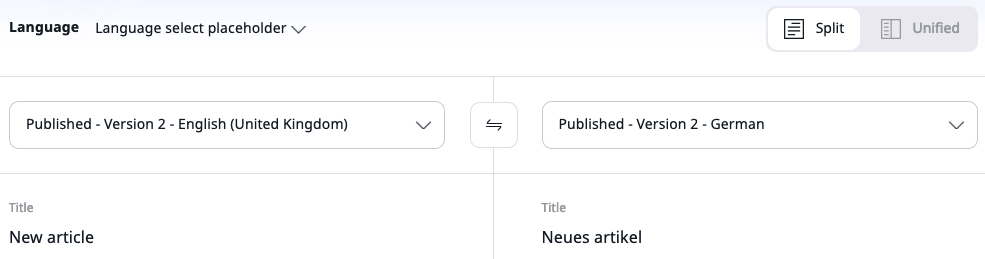 Language Language select placeholder Split Unified
Published - Version 2 - English (United Kingdom) Published - Version 2 - German
Title Title
New article Neues artikel